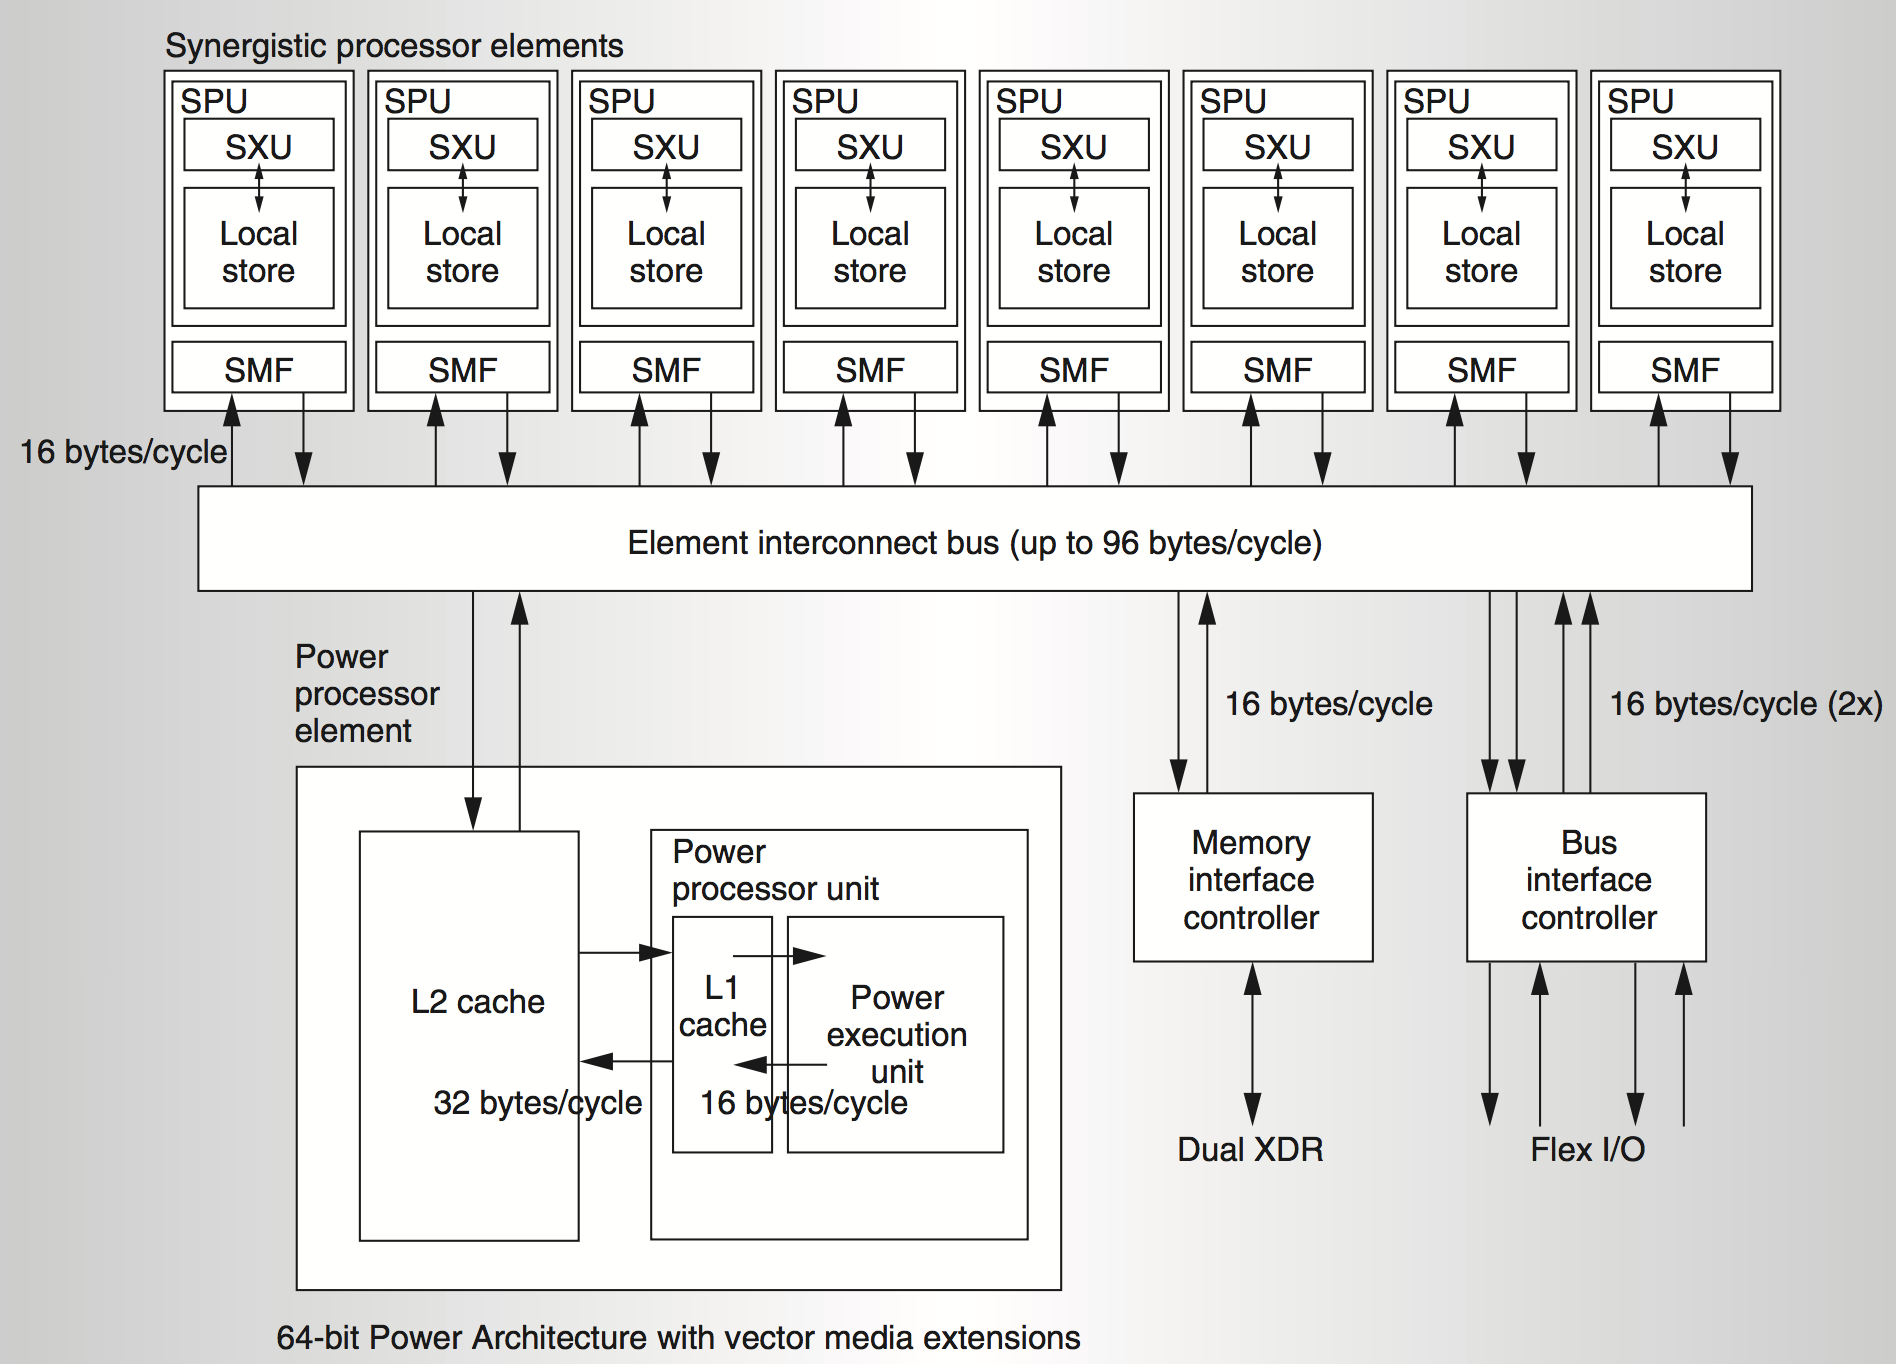 Synergistic processor elements
SPU SPU SPU SPU SPU SPU SPU SPU
SXU SXU SXU SXU SXU SXU SXU SXU
Local Local Local Local Local Local Local Local
store store store store store store store store
SMF SMF SMF SMF SMF SMF SMF SMF
16 bytes/cycle
Element interconnect bus (up to 96 bytes/cycle)
Power
processor
element
16 bytes/cycle
16 bytes/cycle (2x)
L2 cache
32 bytes/cycle
Power
processor unit
L1
cache
16 bytes/cycle
Power
execution
unit
Memory
interface
controller
Bus
interface
controller
Dual XDR
Flex I/O
64-bit Power Architecture with vector media extensions